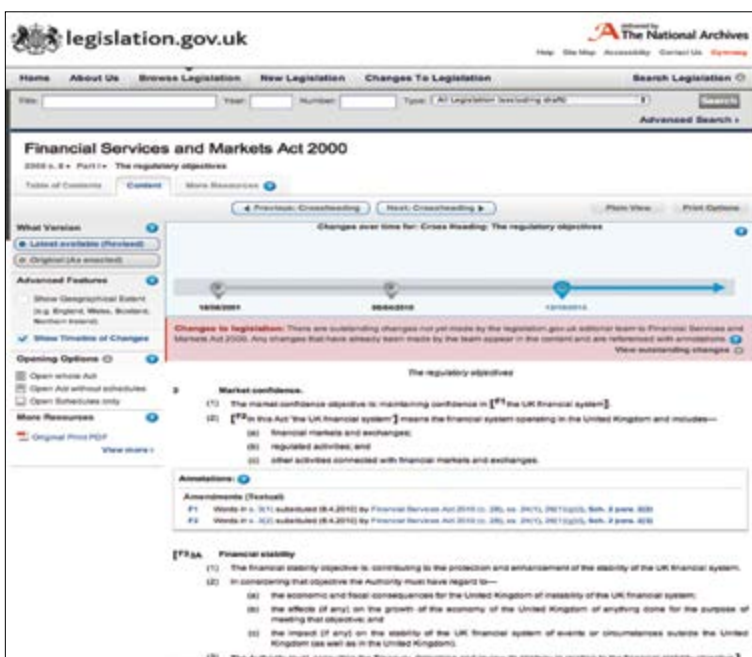 legislation.gov.uk
delivered by
The National Archives
Help Site Map Accessibility Contact Us Cymraeg
Home About Us Browse Legislation New Legislation Changes To Legislation Search Legislation
Title: Year: Number: Type: All Legislation (excluding draft) Search
Advanced Search
Financial Services and Markets Act 2000
2000 c. 8 Part I The regulatory objectives
Table of Contents Content More Resources
Previous: Crossheading Next: Crossheading Plain View Print Options
What Version
Latest available (Revised)
Original (As enacted)
Advanced Features
Show Geographical Extent
(e.g. England, Wales, Scotland,
Northern Ireland)
Show Timeline of Changes
Opening Options
Open whole Act
Open Act without schedules
Open Schedules only
More Resources
Original Print PDF
View more
Changes over time for: Cross Heading: The regulatory objectives
Changes to legislation: There are outstanding changes not yet made by the legislation.gov.uk editorial team to Financial Services and
Markets Act 2000. Any changes that have already been made by the team appear in the content and are referenced with annotations.
View outstanding changes
The regulatory objectives
3 Market confidence.
(1) The market confidence objective is: maintaining confidence in [F1 the UK financial system].
(2) [F2 In this Act "the UK financial system"] means the financial system operating in the United Kingdom and includes—
(a) financial markets and exchanges;
(b) regulated activities; and
(c) other activities connected with financial markets and exchanges.
Annotations:
Amendments (Textual)
F1 Words in s. 3(1) substituted (8.4.2010) by Financial Services Act 2010 (c. 28), ss. 24(1), 26(1), Sch. 2 para. 2(2)
F2 Words in s. 3(2) substituted (8.4.2010) by Financial Services Act 2010 (c. 28), ss. 24(1), 26(1), Sch. 2 para. 2(3)
[F3 3A Financial stability
(1) The financial stability objective is: contributing to the protection and enhancement of the stability of the UK financial system.
(2) In considering that objective the Authority must have regard to—
(a) the economic and fiscal consequences for the United Kingdom of instability of the UK financial system;
(b) the effects (if any) on the growth of the economy of the United Kingdom of anything done for the purpose of
meeting that objective; and
(c) the impact (if any) on the stability of the UK financial system of events or circumstances outside the United
Kingdom (as well as in the United Kingdom).